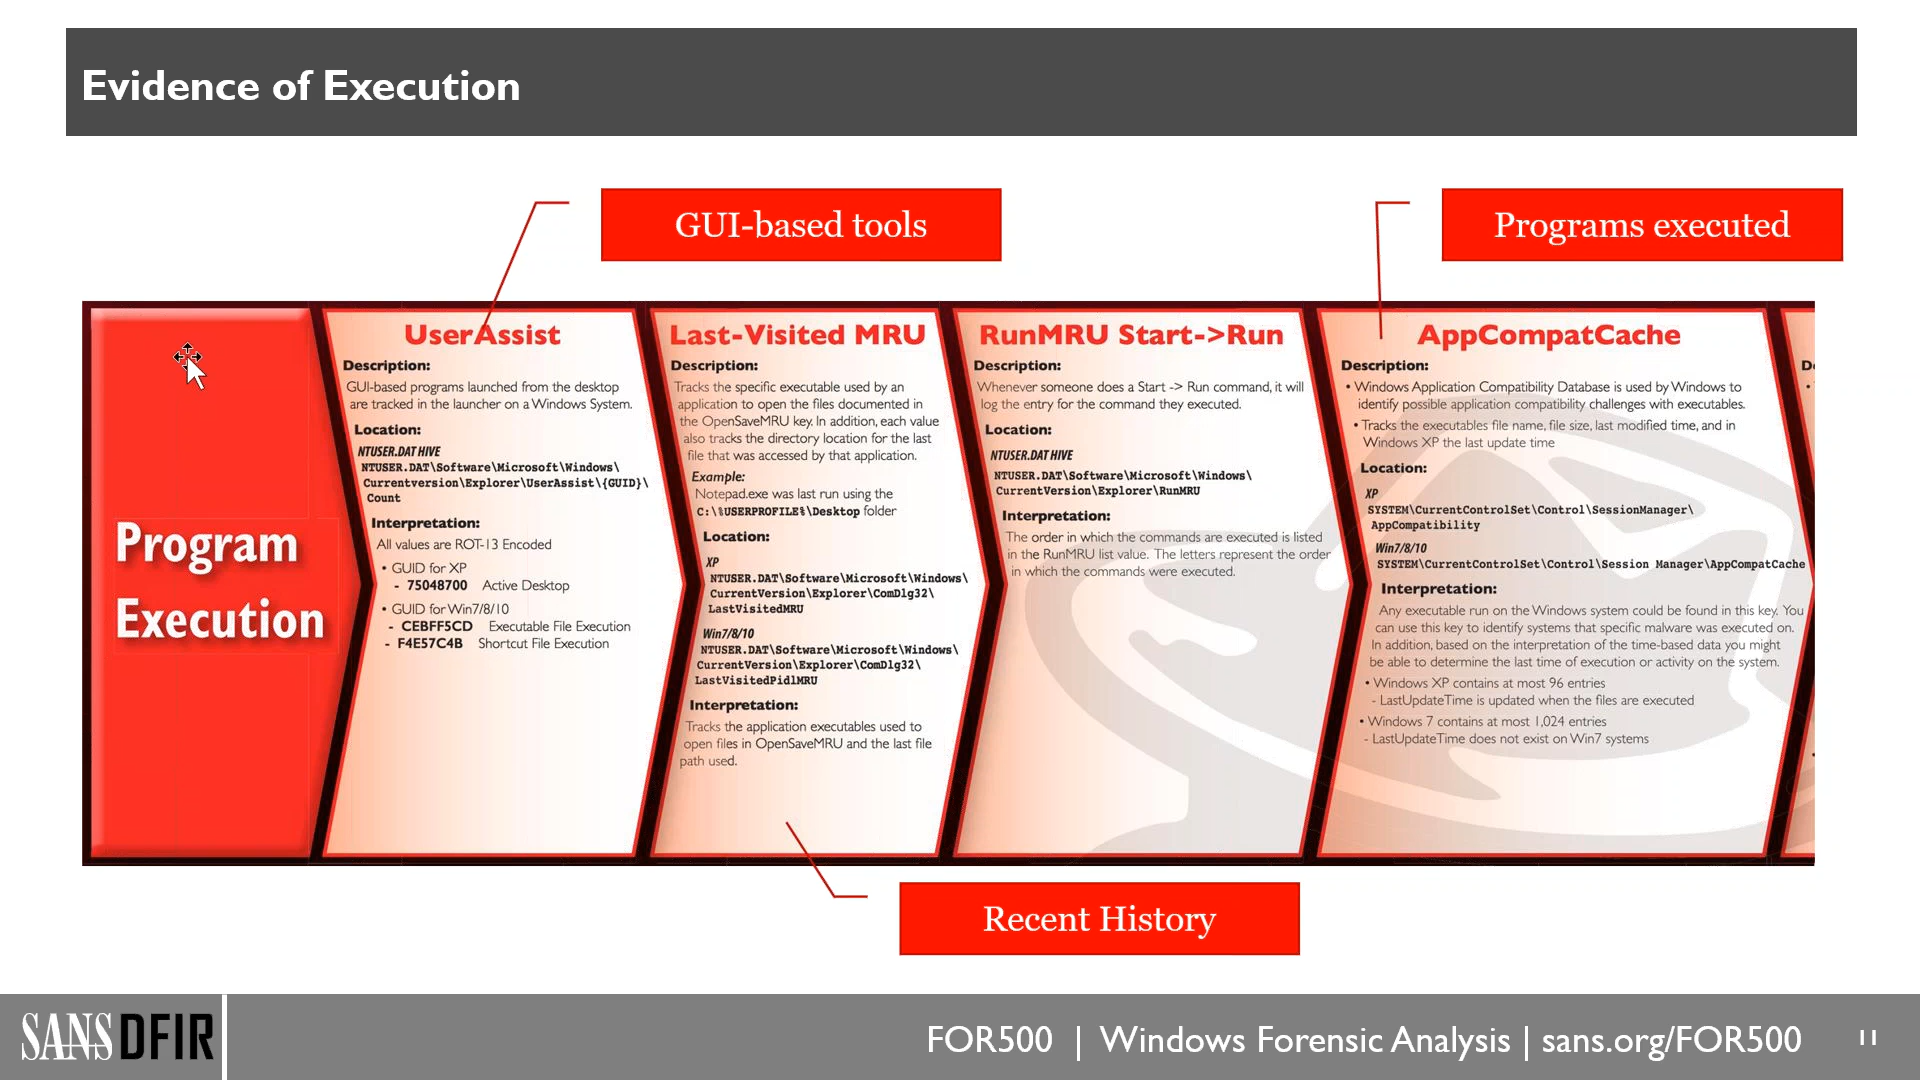 Evidence of Execution
GUI-based tools
Programs executed
Program
Execution
UserAssist
Description:
GUI-based programs launched from the desktop
are tracked in the launcher on a Windows System.
Location:
NTUSER.DAT HIVE
NTUSER.DAT\Software\Microsoft\Windows\
Currentversion\Explorer\UserAssist\{GUID}\
Count
Interpretation:
All values are ROT-13 Encoded
• GUID for XP
- 75048700 Active Desktop
• GUID for Win7/8/10
- CEBFF5CD Executable File Execution
- F4E57C4B Shortcut File Execution
Last-Visited MRU
Description:
Tracks the specific executable used by an
application to open the files documented in
the OpenSaveMRU key. In addition, each value
also tracks the directory location for the last
file that was accessed by that application.
Example:
Notepad.exe was last run using the
C:\%USERPROFILE%\Desktop folder
Location:
XP
NTUSER.DAT\Software\Microsoft\Windows\
CurrentVersion\Explorer\ComDlg32\
LastVisitedMRU
Win7/8/10
NTUSER.DAT\Software\Microsoft\Windows\
CurrentVersion\Explorer\ComDlg32\
LastVisitedPidlMRU
Interpretation:
Tracks the application executables used to
open files in OpenSaveMRU and the last file
path used.
RunMRU Start->Run
Description:
Whenever someone does a Start -> Run command, it will
log the entry for the command they executed.
Location:
NTUSER.DAT HIVE
NTUSER.DAT\Software\Microsoft\Windows\
CurrentVersion\Explorer\RunMRU
Interpretation:
The order in which the commands are executed is listed
in the RunMRU list value. The letters represent the order
in which the commands were executed.
AppCompatCache
Description:
• Windows Application Compatibility Database is used by Windows to
identify possible application compatibility challenges with executables.
• Tracks the executables file name, file size, last modified time, and in
Windows XP the last update time
Location:
XP
SYSTEM\CurrentControlSet\Control\SessionManager\
AppCompatibility
Win7/8/10
SYSTEM\CurrentControlSet\Control\Session Manager\AppCompatCache
Interpretation:
Any executable run on the Windows system could be found in this key. You
can use this key to identify systems that specific malware was executed on.
In addition, based on the interpretation of the time-based data you might
be able to determine the last time of execution or activity on the system.
• Windows XP contains at most 96 entries
- LastUpdateTime is updated when the files are executed
• Windows 7 contains at most 1,024 entries
- LastUpdateTime does not exist on Win7 systems
Recent History
SANS DFIR
FOR500 | Windows Forensic Analysis | sans.org/FOR500
11